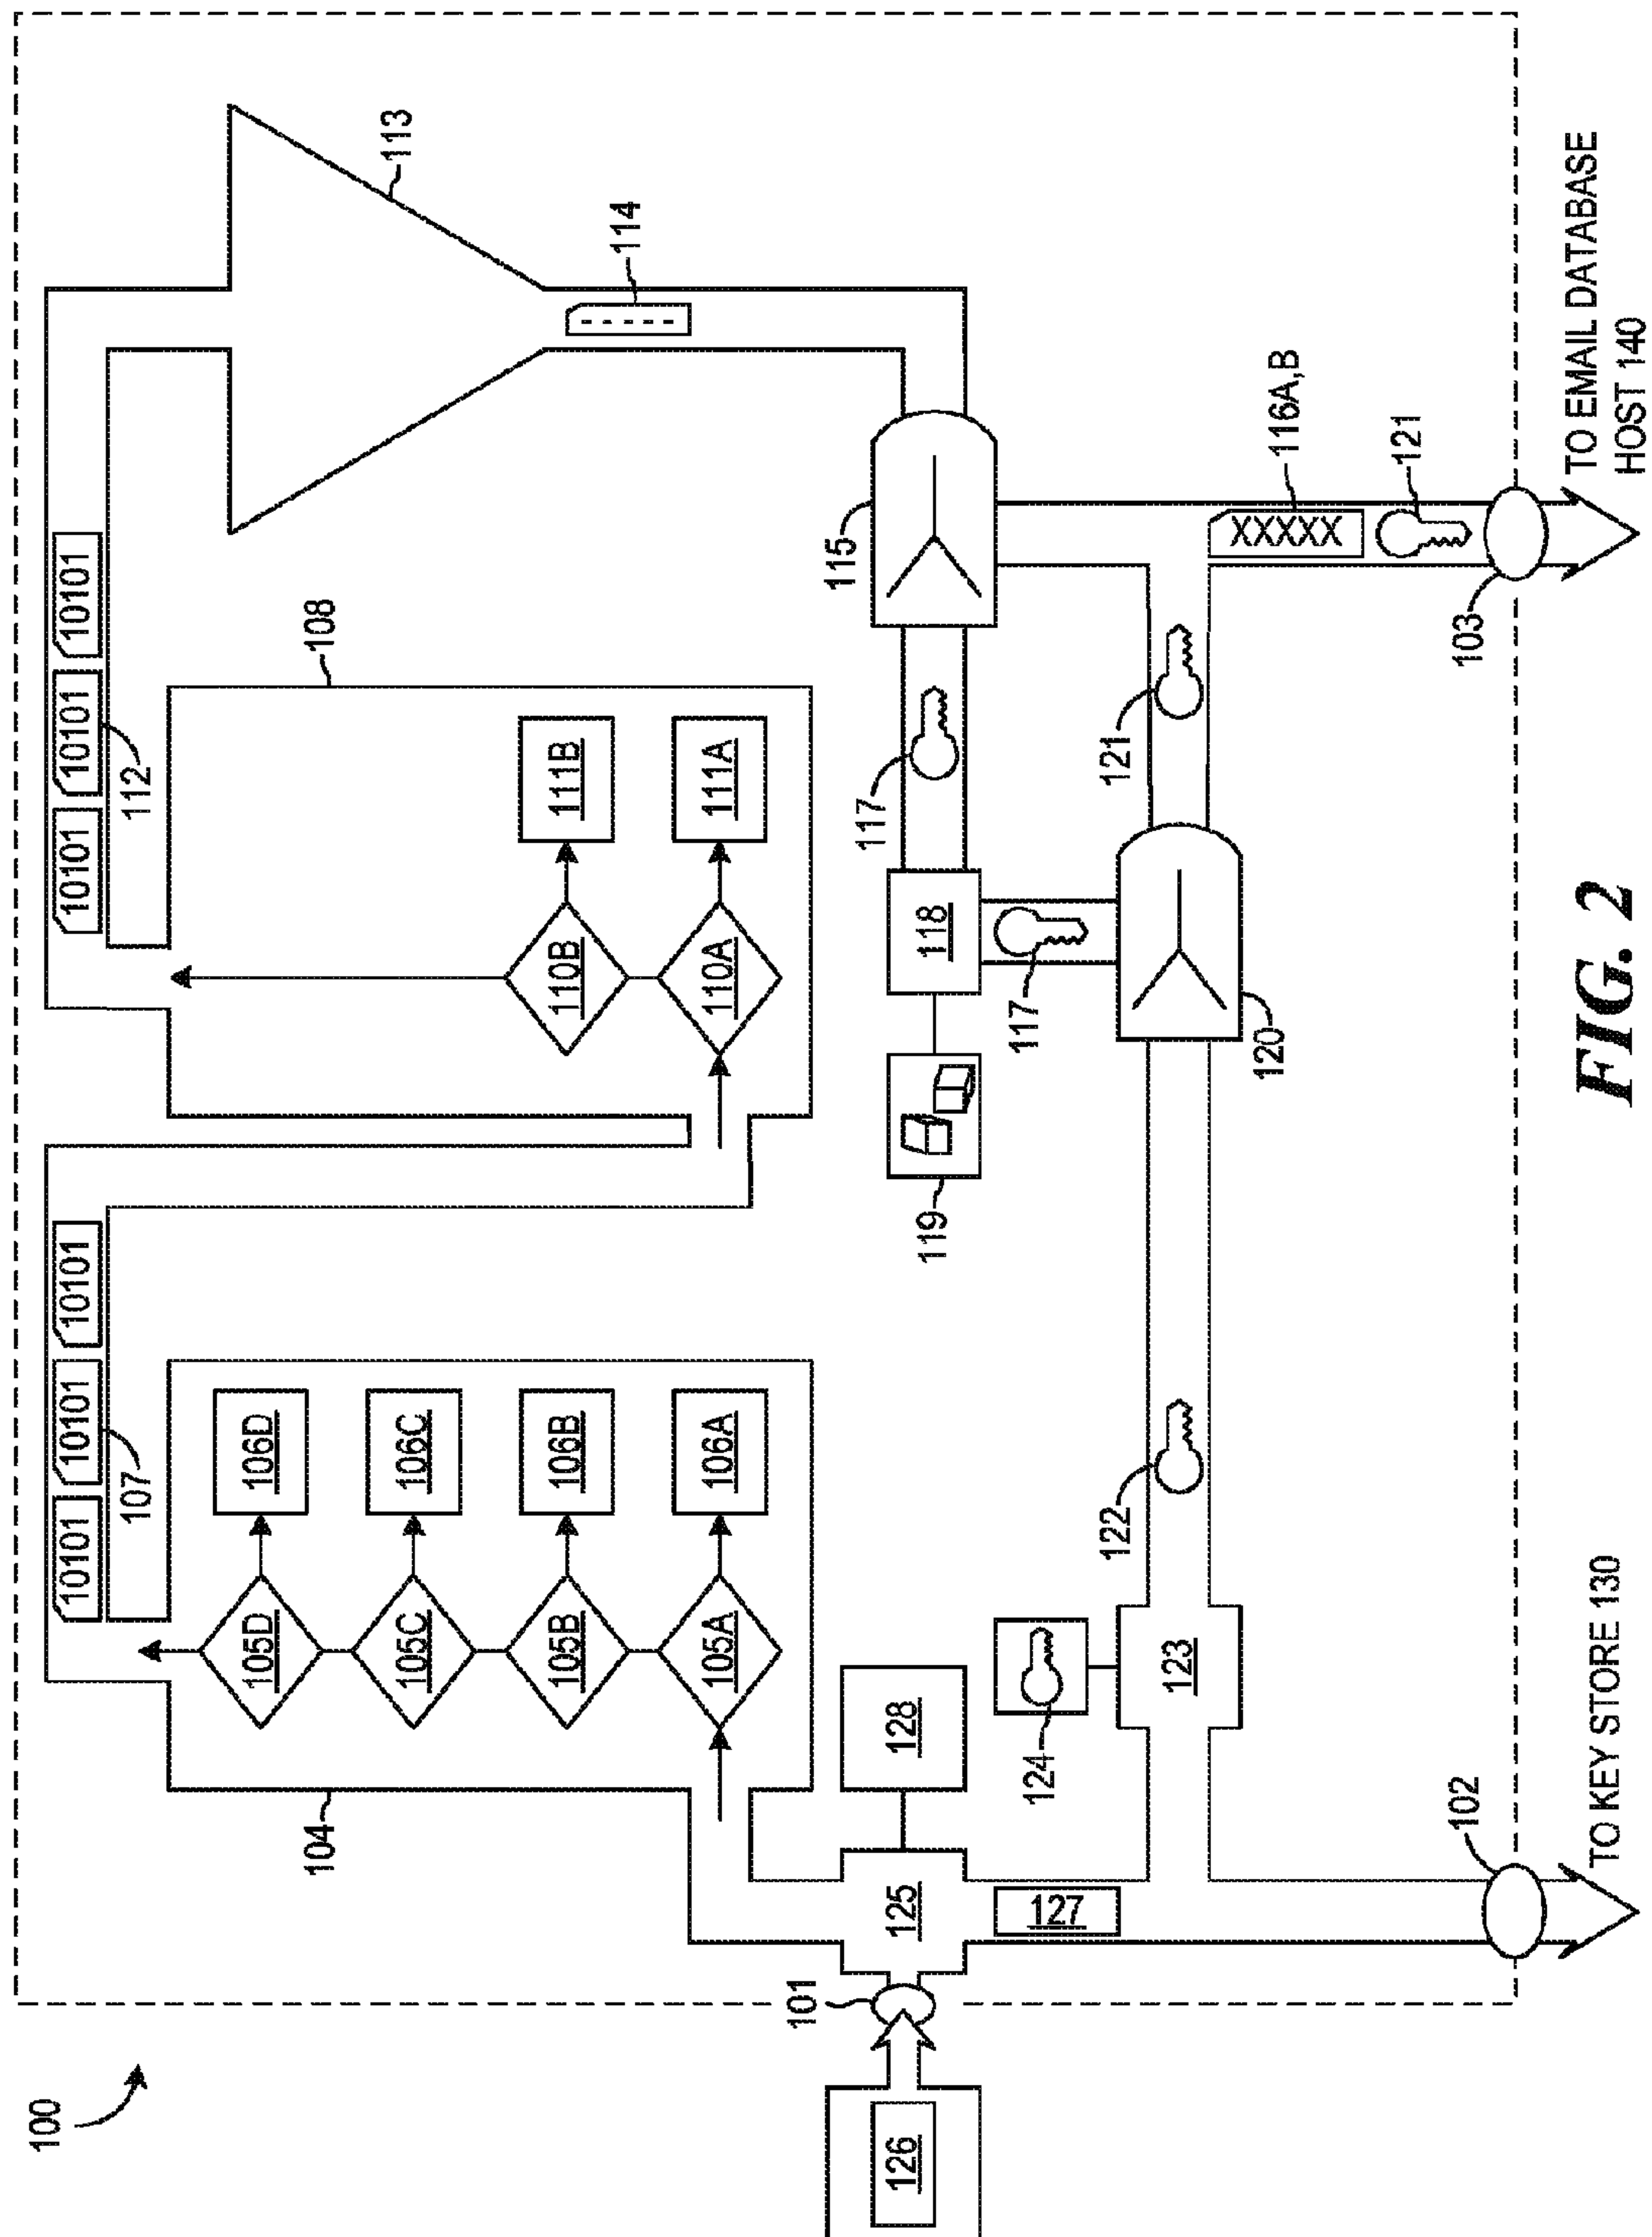 100
126
101
125
128
127
102
TO KEY STORE 130
104
105A
105B
105C
105D
106A
106B
106C
106D
10101
10101
10101
107
124
123
122
108
110A
110B
111A
111B
10101
10101
10101
112
119
118
117
117
120
121
113
114
115
116A,B
XXXXX
121
103
TO EMAIL DATABASE
HOST 140
FIG. 2